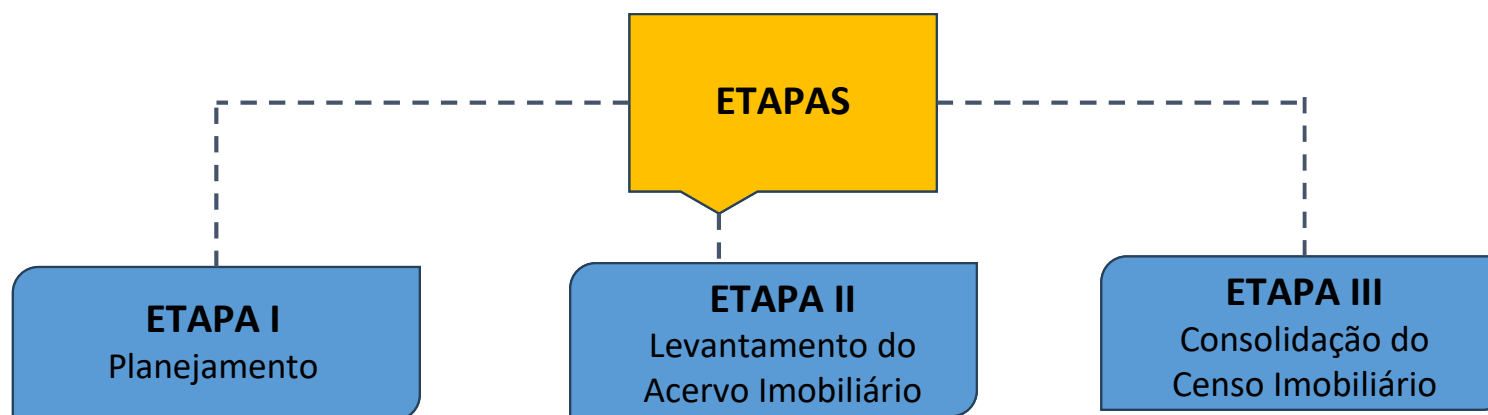 ETAPAS
ETAPA I
Planejamento
ETAPA II
Levantamento do
Acervo Imobiliário
ETAPA III
Consolidação do
Censo Imobiliário